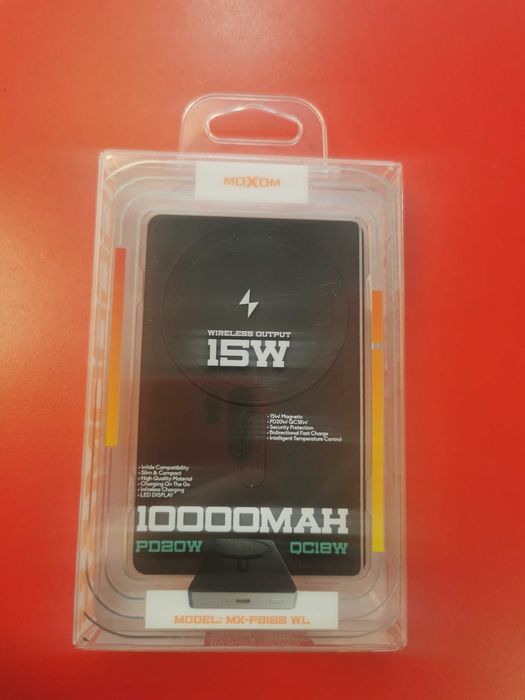 MOXOM
WIRELESS OUTPUT
15W
• 15W Magnetic
• PD20W QC18W
• Security Protection
• Bidirectional Fast Charge
• Intelligent Temperature Control
• Wide Compatibility
• Slim & Compact
• High Quality Material
• Charging On The Go
• Wireless Charging
• LED DISPLAY
10000MAH
PD20W QC18W
MODEL: MX-PB188 WL